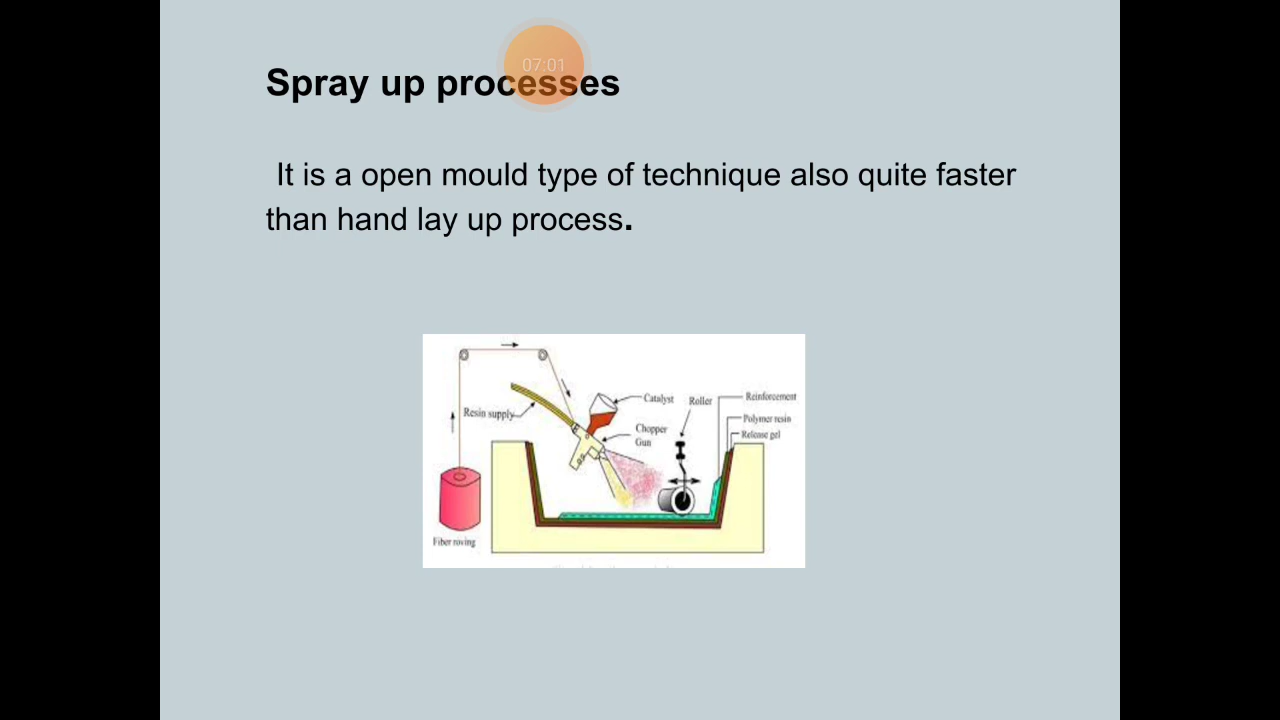 07:01
Spray up processes
It is a open mould type of technique also quite faster
than hand lay up process.
Resin supply
Catalyst
Chopper
Gun
Roller
Reinforcement
Polymer resin
Release gel
Fiber roving